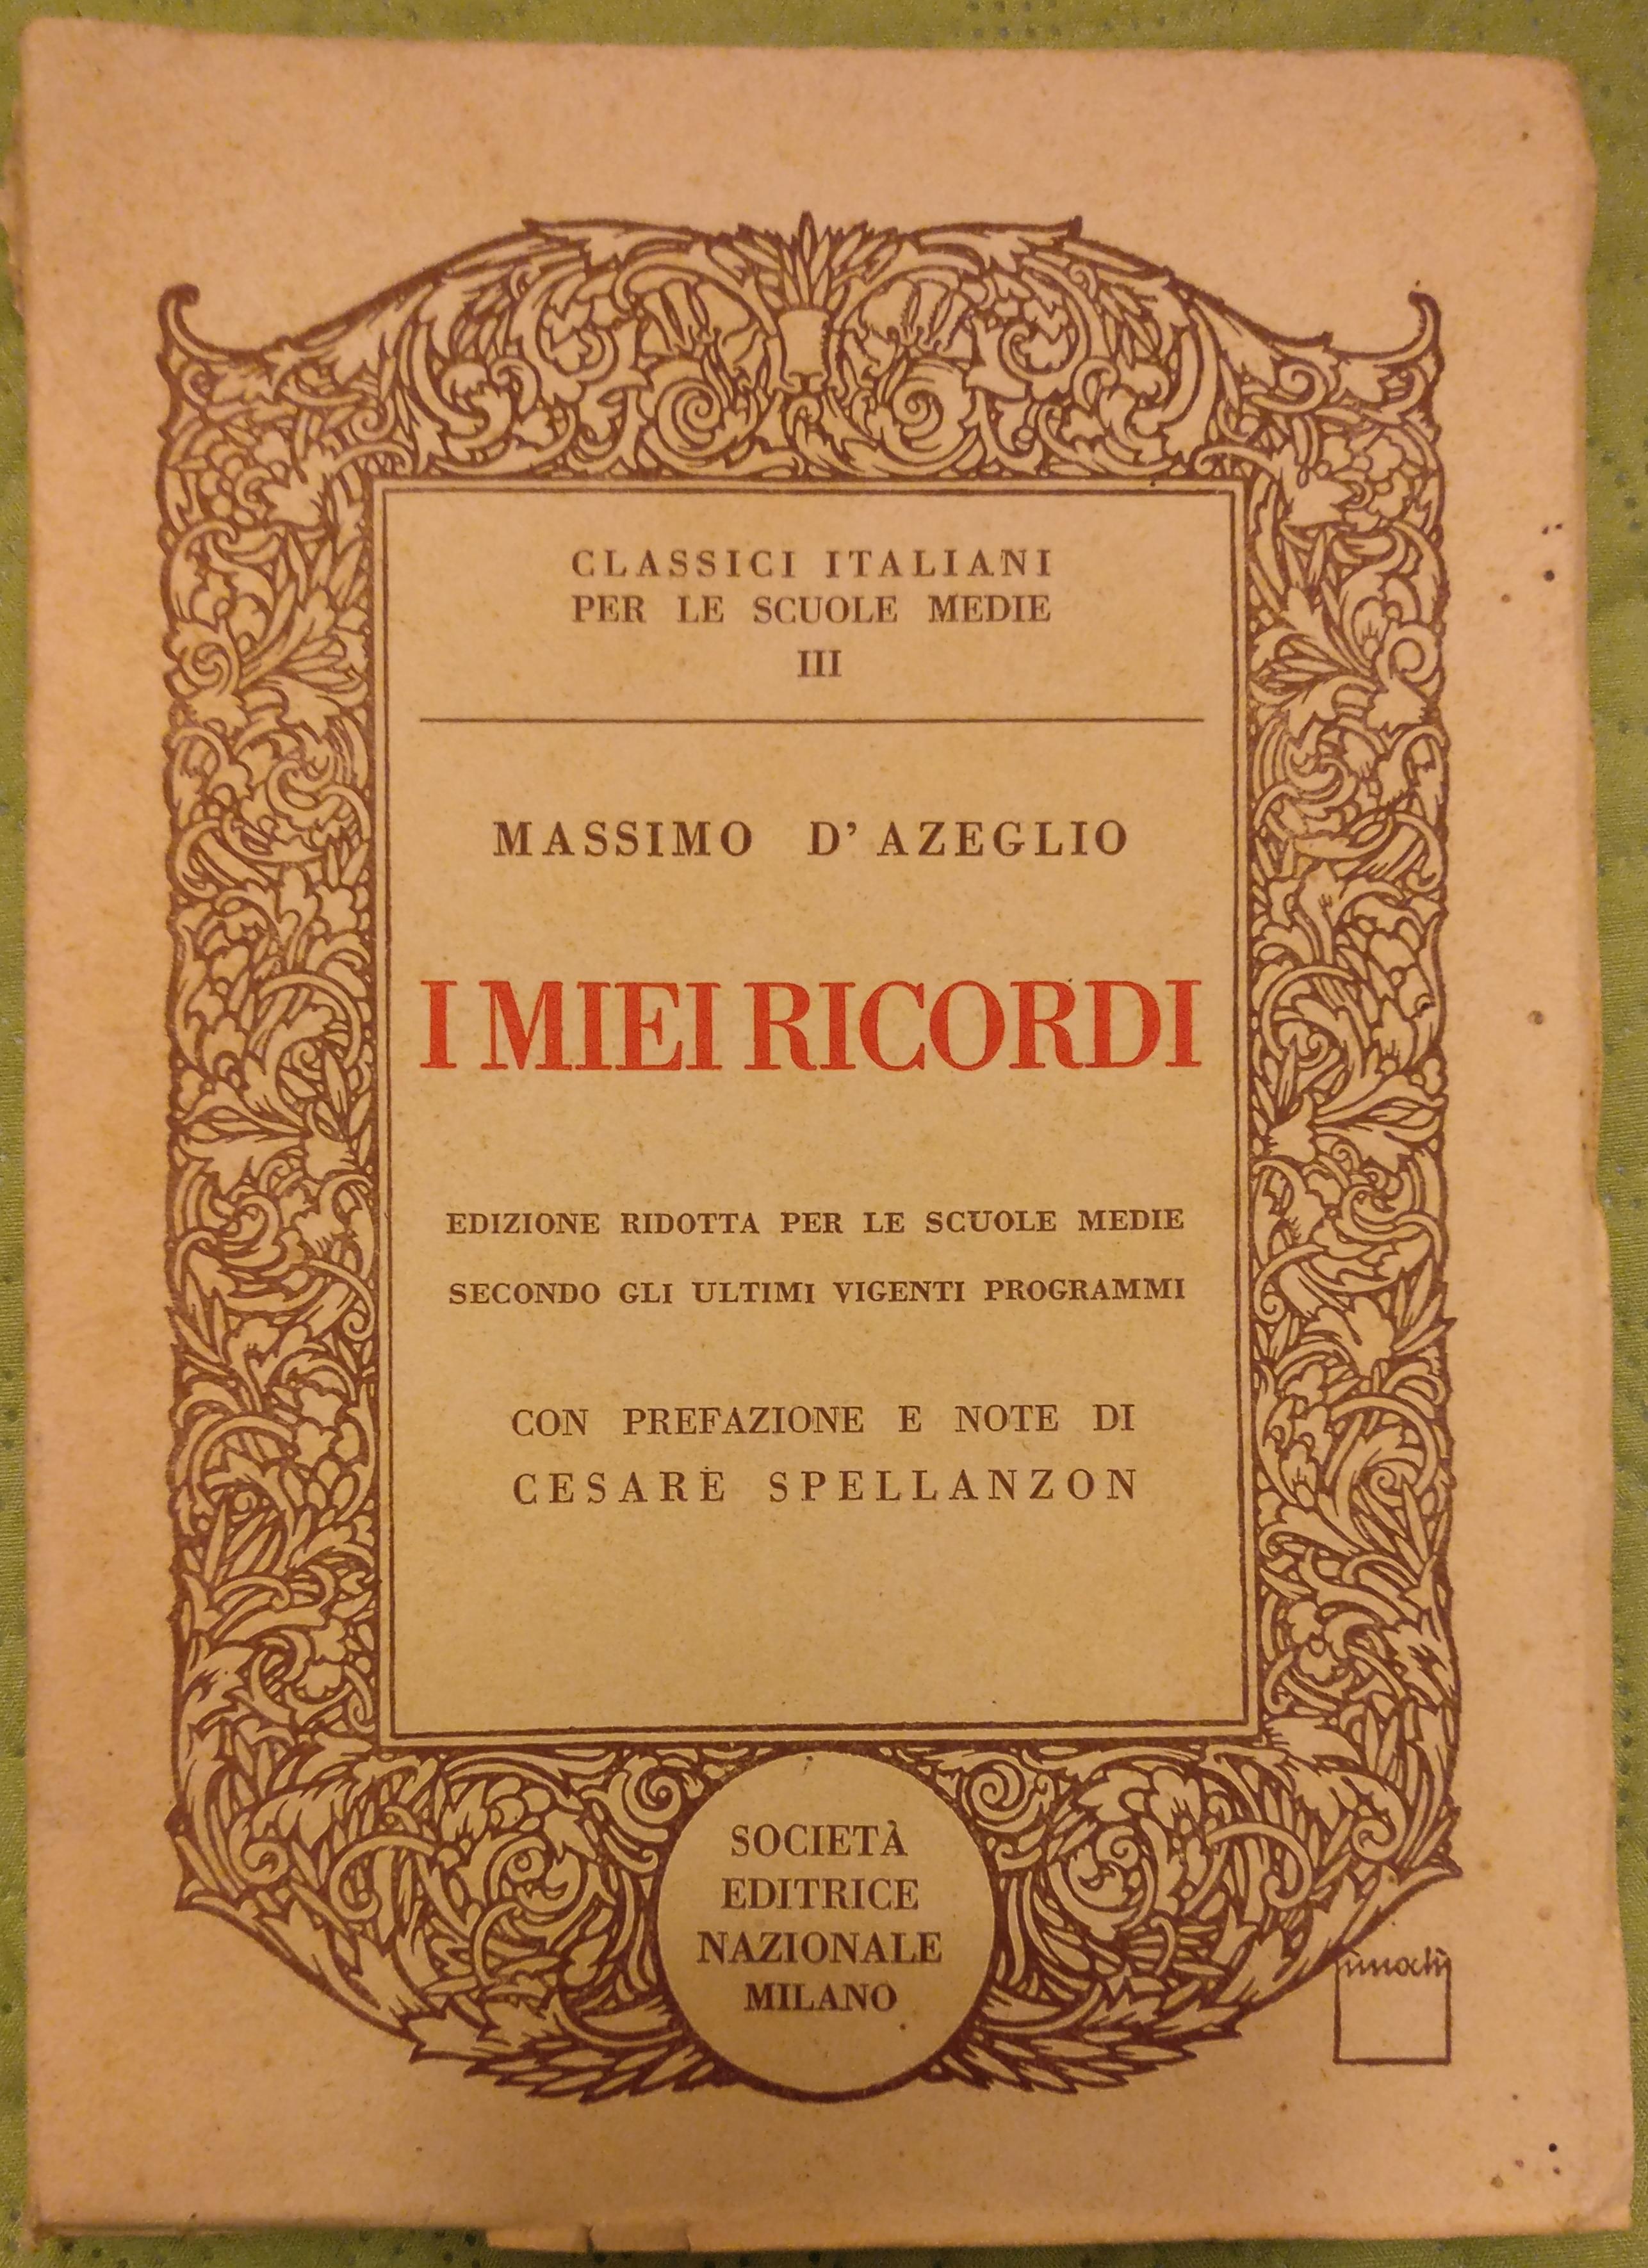 CLASSICI ITALIANI
PER LE SCUOLE MEDIE
III
MASSIMO D' AZEGLIO
I MIEI RICORDI
EDIZIONE RIDOTTA PER LE SCUOLE MEDIE
SECONDO GLI ULTIMI VIGENTI PROGRAMMI
CON PREFAZIONE E NOTE DI
CESARE SPELLANZON
SOCIETÀ
EDITRICE
NAZIONALE
MILANO